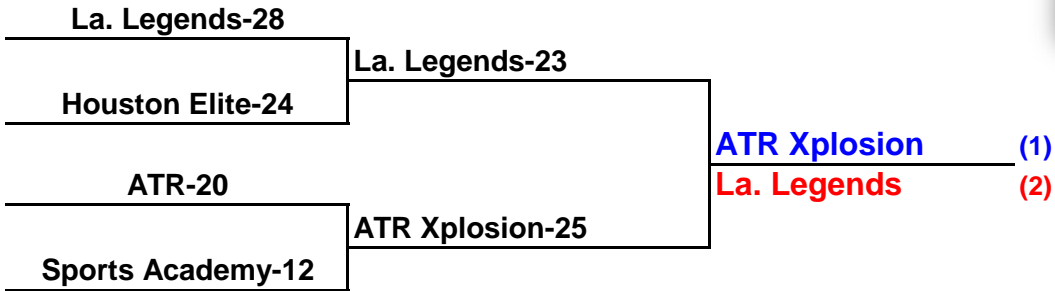 La. Legends-28
La. Legends-23
Houston Elite-24
ATR Xplosion (1)
La. Legends (2)
ATR-20
ATR Xplosion-25
Sports Academy-12